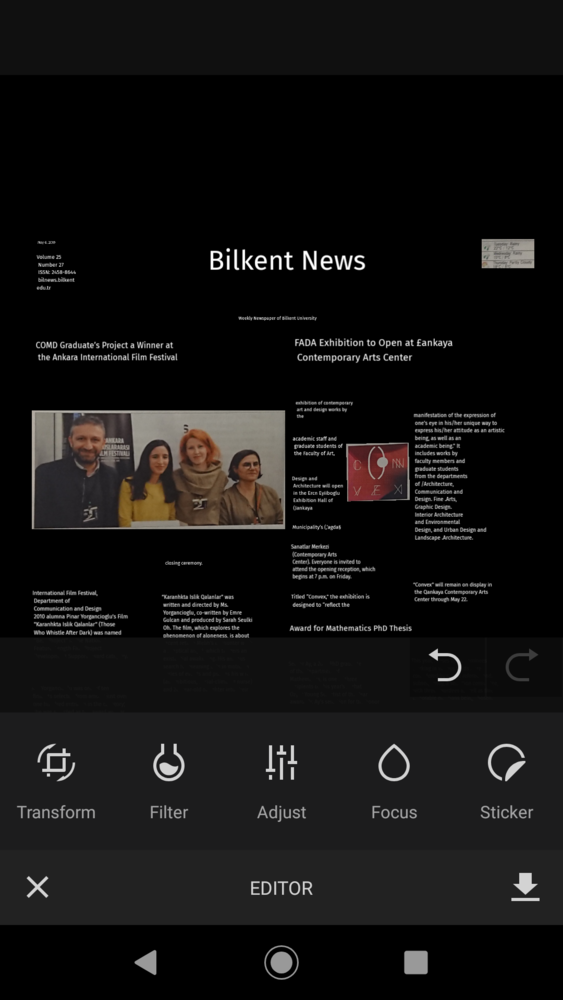 Volume 25
Number 27
ISSN: 2458-8644
bilnews.bilkent
edu.tr
Bilkent News
Weekly Newspaper of Bilkent University
COMD Graduate's Project a Winner at
the Ankara International Film Festival
closing ceremony.
International Film Festival,
Department of
Communication and Design
2010 alumna Pinar Yorgancioglu's Film
"Karanhkta Islik Qalanlar" (Those
Who Whistle After Dark) was named
"Karanlikta Islik Qalanlar" was
written and directed by Ms.
Yorgancioglu, co-written by Emre
Gulcan and produced by Sarah Seulki
Oh. The film, which explores the
phenomenon of aloneness, is about
FADA Exhibition to Open at £ankaya
Contemporary Arts Center
exhibition of contemporary
art and design works by
the
academic staff and
graduate students of
the Faculty of Art,
Design and
Architecture will open
in the Erco Eyiboglu
Exhibition Hall of
(Jankaya
Municipality's
Sanatlar Merkezi
(Contemporary Arts
Center). Everyone is invited to
attend the opening reception, which
begins at 7 p.m. on Friday.
Titled "Convex," the exhibition is
designed to "reflect the
CONN
VEX
manifestation of the expression of
one's eye in his/her unique way to
express his/her attitude as an artistic
being, as well as an
academic being." It
includes works by
faculty members and
graduate students
from the departments
of /Architecture,
Communication and
Design. Fine .Arts,
Graphic Design.
Interior Architecture
and Environmental
Design, and Urban Design and
Landscape .Architecture.
"Convex" will remain on display in
the Qankaya Contemporary Arts
Center through May 22.
Award for Mathematics PhD Thesis
Transform
Filter
Adjust
Focus
Sticker
EDITOR